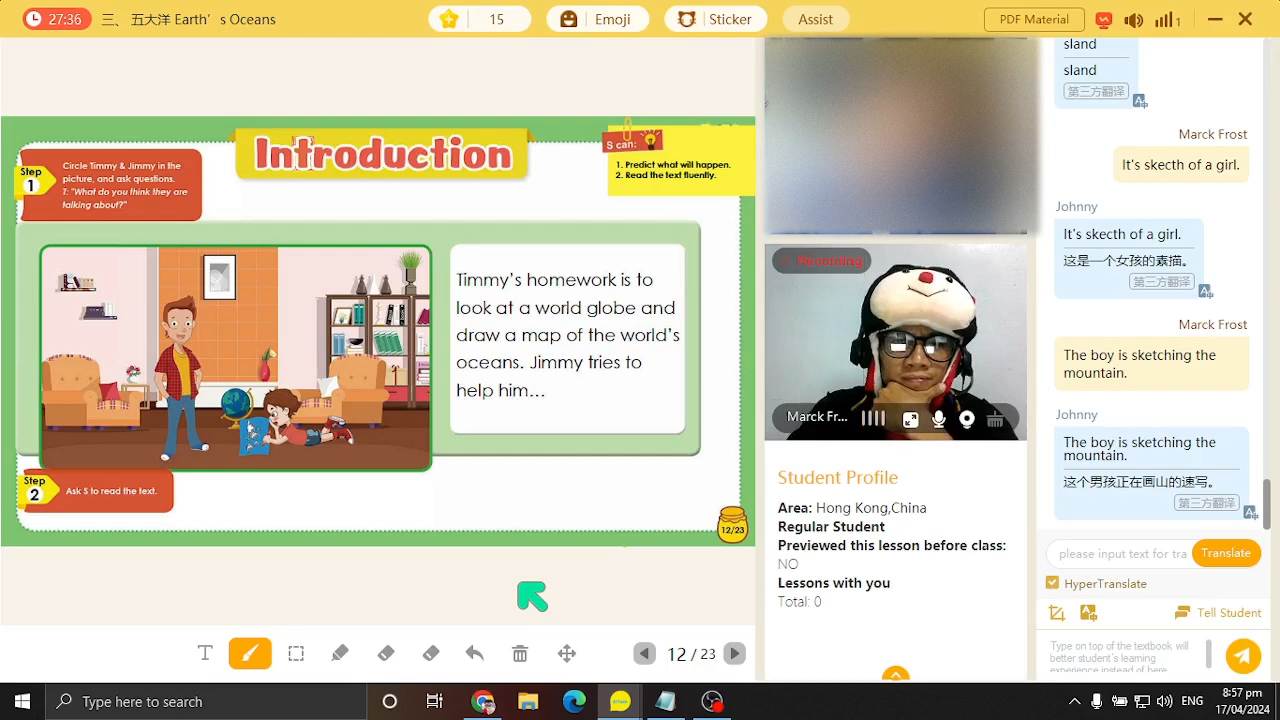 27:36
三、五大洋 Earth's Oceans
15
Emoji
Sticker
Assist
PDF Material
1
Introduction
Step
1
Circle Timmy & Jimmy in the
picture, and ask questions.
T: "What do you think they are
talking about?"
S can:
1. Predict what will happen.
2. Read the text fluently.
Timmy's homework is to
look at a world globe and
draw a map of the world's
oceans. Jimmy tries to
help him...
Step
2
Ask S to read the text.
12/23
12 / 23
Recording
Marck Fr...
Student Profile
Area: Hong Kong,China
Regular Student
Previewed this lesson before class:
NO
Lessons with you
Total: 0
sland
sland
第三方翻译
Marck Frost
It's skecth of a girl.
Johnny
It's skecth of a girl.
这是一个女孩的素描。
第三方翻译
Marck Frost
The boy is sketching the
mountain.
Johnny
The boy is sketching the
mountain.
这个男孩正在画山的速写。
第三方翻译
please input text for tra
Translate
HyperTranslate
Tell Student
Type on top of the textbook will
better student's learning
experience instead of here
Type here to search
ENG
8:57 pm
17/04/2024